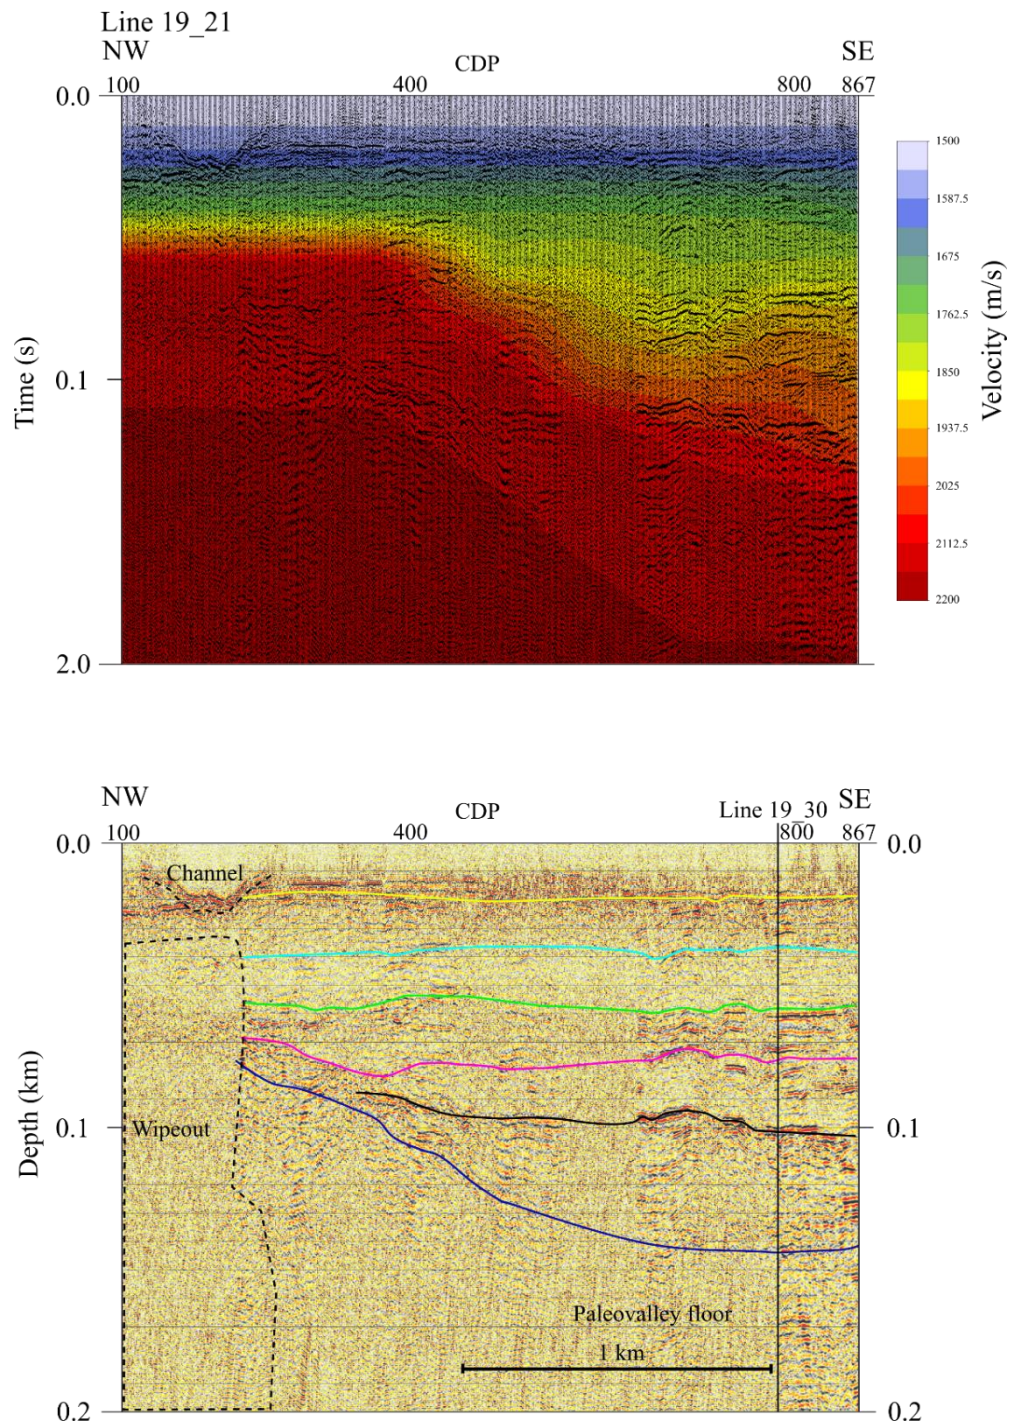 Line 19_21
NW
CDP
SE
100
400
800
867
0.0
0.1
2.0
Time (s)
1500
1587.5
1675
1762.5
1850
1937.5
2025
2112.5
2200
Velocity (m/s)
NW
CDP
Line 19_30
SE
100
400
800
867
0.0
0.0
Channel
0.1
Wipeout
0.1
Depth (km)
Paleovalley floor
1 km
0.2
0.2